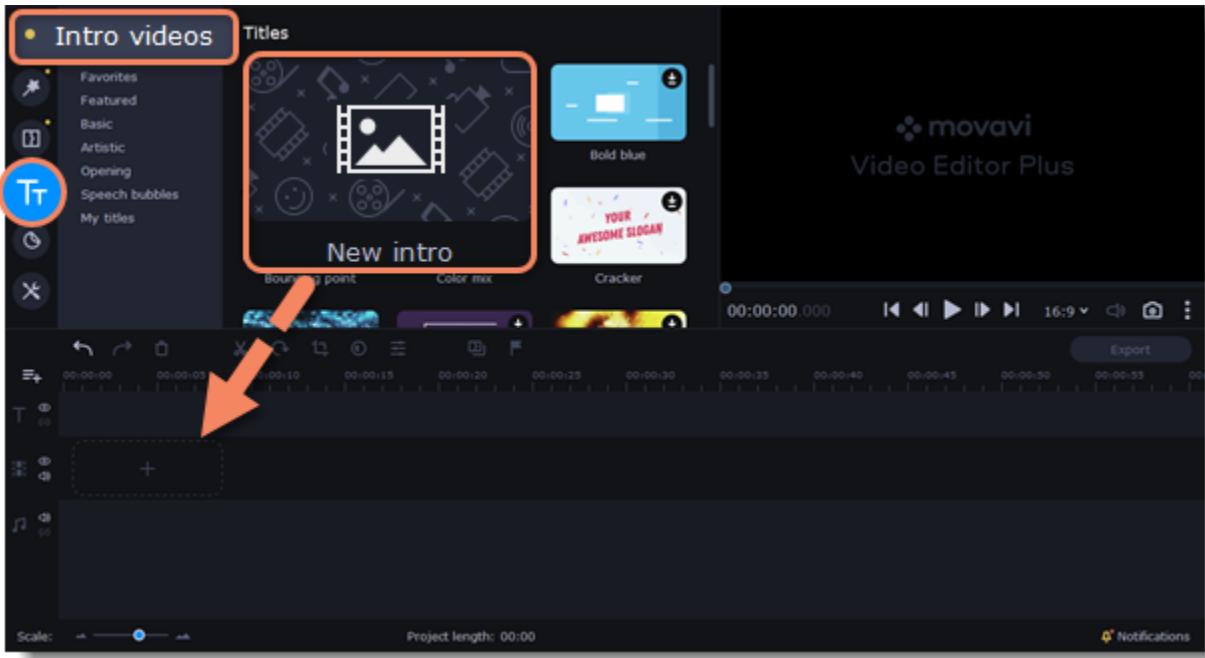 Intro videos
Titles
Favorites
Featured
Basic
Artistic
Opening
Speech bubbles
My titles
TT
New intro
Bold blue
YOUR
AWESOME SLOGAN
Color mix
Cracker
movavi
Video Editor Plus
00:00:00.000
16:9
Export
00:00:00
00:00:05
00:00:15
00:00:20
00:00:25
00:00:30
00:00:35
00:00:40
00:00:45
00:00:50
00:00:55
T
Scale:
Project length: 00:00
Notifications